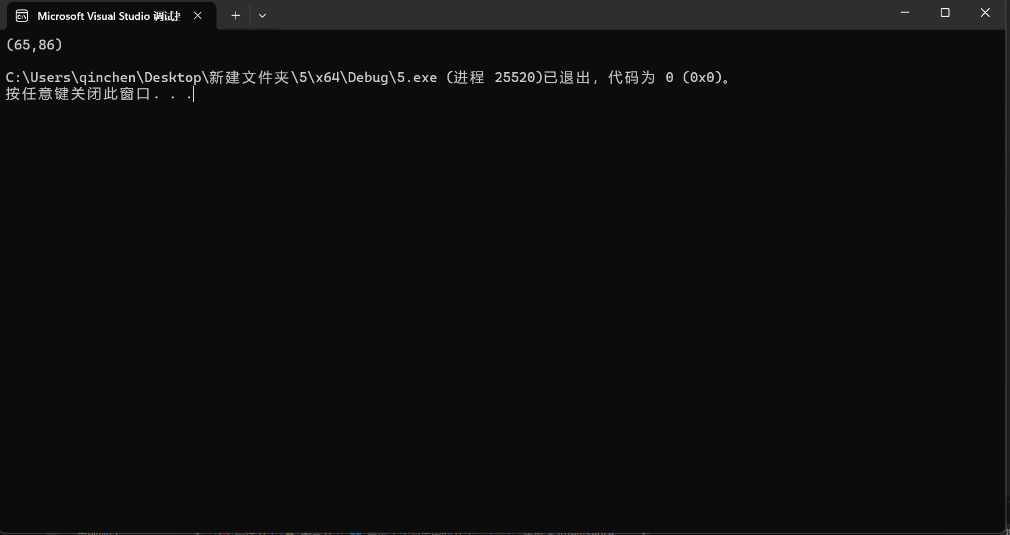 Microsoft Visual Studio 调试
(65,86)
C:\Users\qinchen\Desktop\新建文件夹\5\x64\Debug\5.exe (进程 25520)已退出，代码为 0 (0x0)。
按任意键关闭此窗口. . .